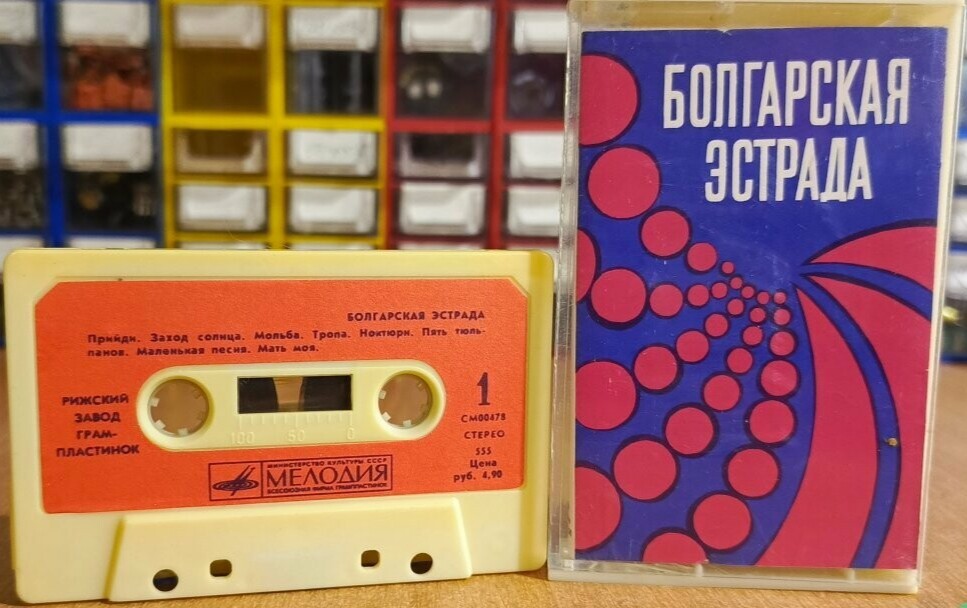 БОЛГАРСКАЯ
ЭСТРАДА
БОЛГАРСКАЯ ЭСТРАДА
Прийди. Заход солнца. Мольба. Тропа. Ноктюрн. Пять тюль-
панов. Маленькая песня. Мать моя.
РИЖСКИЙ
ЗАВОД
ГРАМ-
ПЛАСТИНОК
100 50 0
1
СМ00478
СТЕРЕО
555
Цена
руб. 4,90
МИНИСТЕРСТВО КУЛЬТУРЫ СССР
МЕЛОДИЯ
ВСЕСОЮЗНАЯ ФИРМА ГРАМПЛАСТИНОК